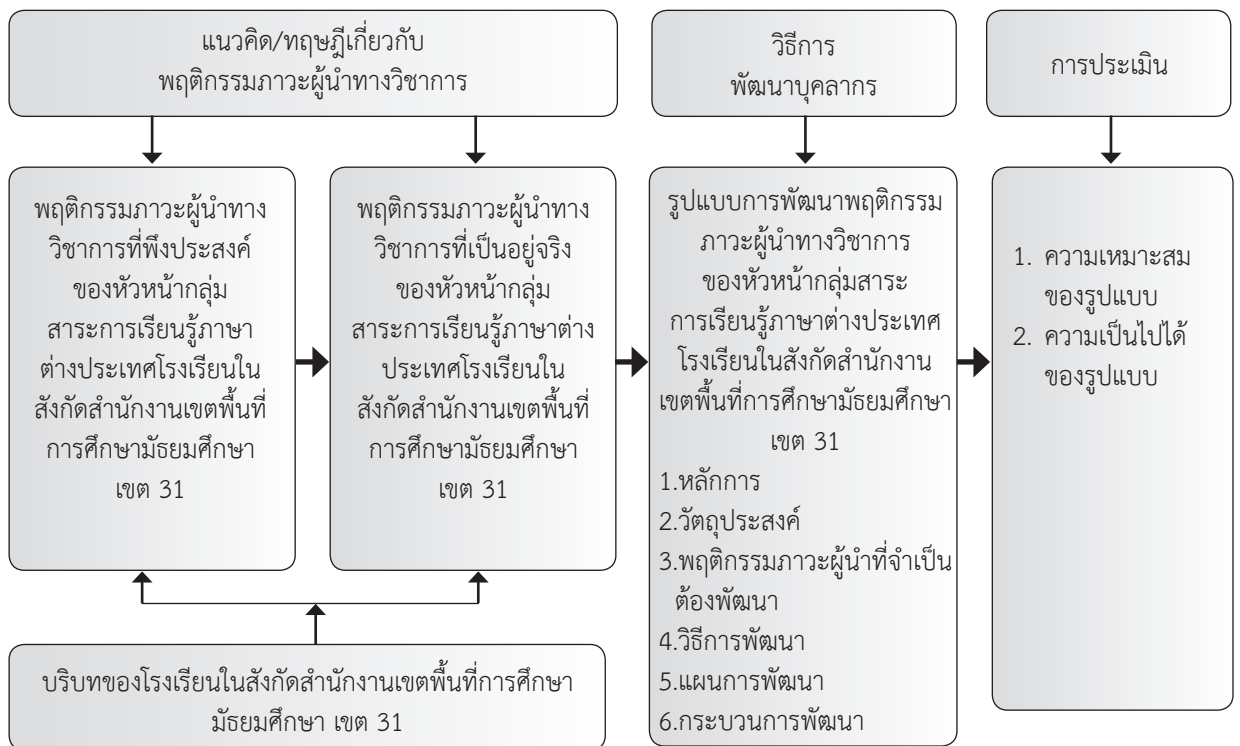 แนวคิด/ทฤษฎีเกี่ยวกับ
พฤติกรรมภาวะผู้นำทางวิชาการ
วิธีการ
พัฒนาบุคลากร
การประเมิน
พฤติกรรมภาวะผู้นำทาง
วิชาการที่พึงประสงค์
ของหัวหน้ากลุ่ม
สาระการเรียนรู้ภาษา
ต่างประเทศโรงเรียนใน
สังกัดสำนักงานเขตพื้นที่
การศึกษามัธยมศึกษา
เขต 31
พฤติกรรมภาวะผู้นำทาง
วิชาการที่เป็นอยู่จริง
ของหัวหน้ากลุ่ม
สาระการเรียนรู้ภาษาต่าง
ประเทศโรงเรียนใน
สังกัดสำนักงานเขตพื้นที่
การศึกษามัธยมศึกษา
เขต 31
รูปแบบการพัฒนาพฤติกรรม
ภาวะผู้นำทางวิชาการ
ของหัวหน้ากลุ่มสาระ
การเรียนรู้ภาษาต่างประเทศ
โรงเรียนในสังกัดสำนักงาน
เขตพื้นที่การศึกษามัธยมศึกษา
เขต 31
1.หลักการ
2.วัตถุประสงค์
3.พฤติกรรมภาวะผู้นำที่จำเป็น
ต้องพัฒนา
4.วิธีการพัฒนา
5.แผนการพัฒนา
6.กระบวนการพัฒนา
1. ความเหมาะสม
ของรูปแบบ
2. ความเป็นไปได้
ของรูปแบบ
บริบทของโรงเรียนในสังกัดสำนักงานเขตพื้นที่การศึกษา
มัธยมศึกษา เขต 31